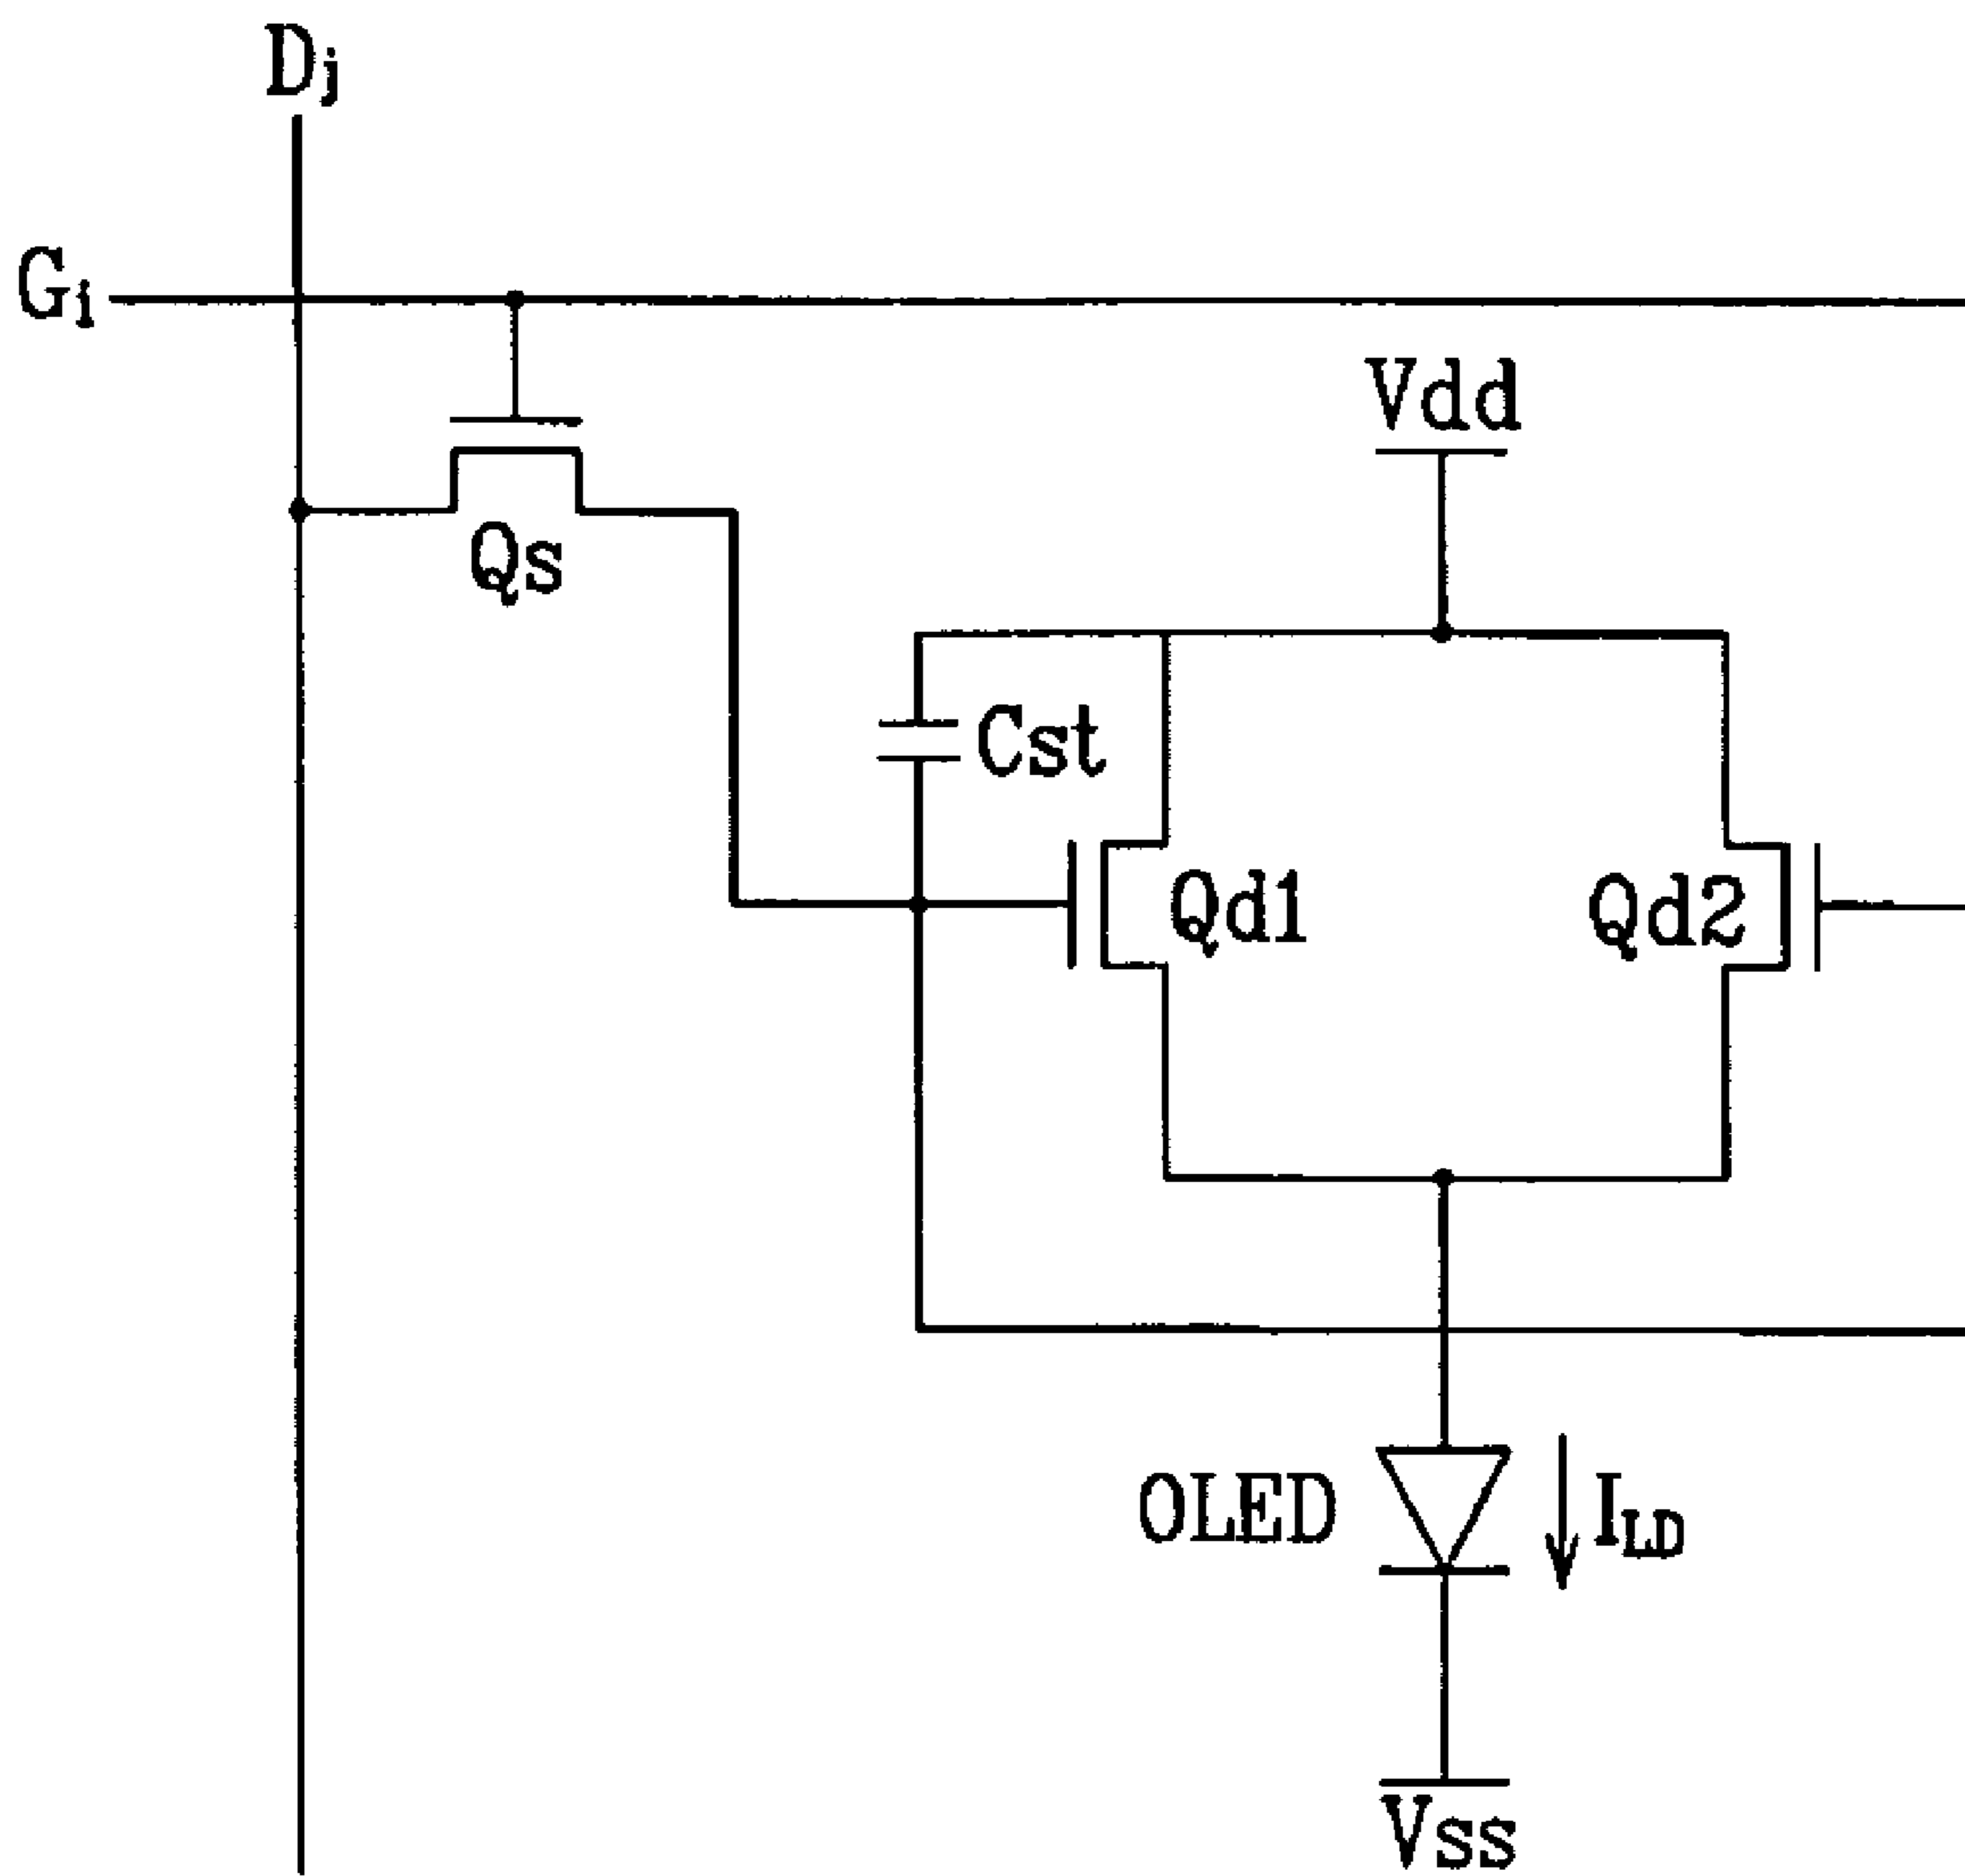 Dj
Gi
Vdd
Qs
Cst
Qd1
Qd2
OLED
ILD
Vss